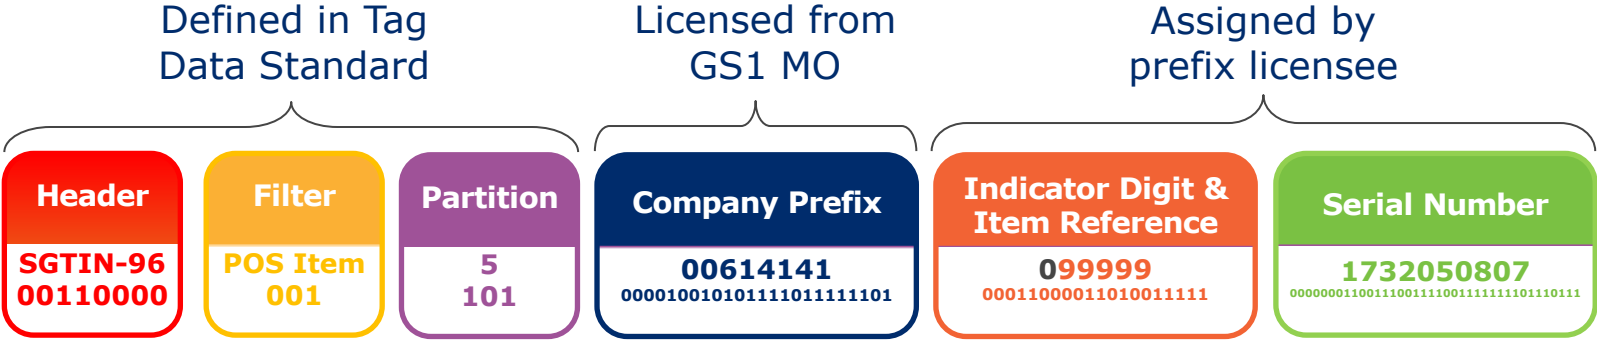 Defined in Tag
Data Standard
Licensed from
GS1 MO
Assigned by
prefix licensee
Header
SGTIN-96
00110000
Filter
POS Item
001
Partition
5
101
Company Prefix
00614141
000010010101111011111101
Indicator Digit &
Item Reference
099999
00011000011010011111
Serial Number
1732050807
00000001100111001111001111111101110111